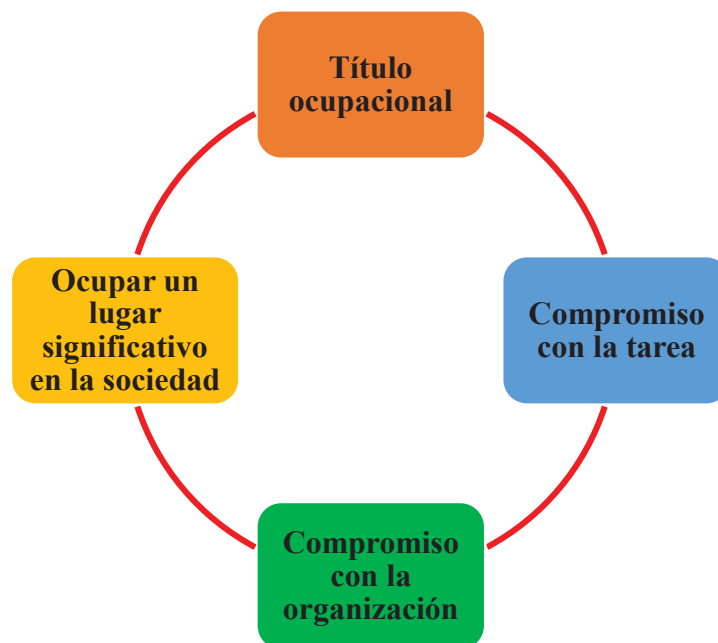 Título
ocupacional
Compromiso
con la tarea
Compromiso
con la
organización
Ocupar un
lugar
significativo
en la sociedad